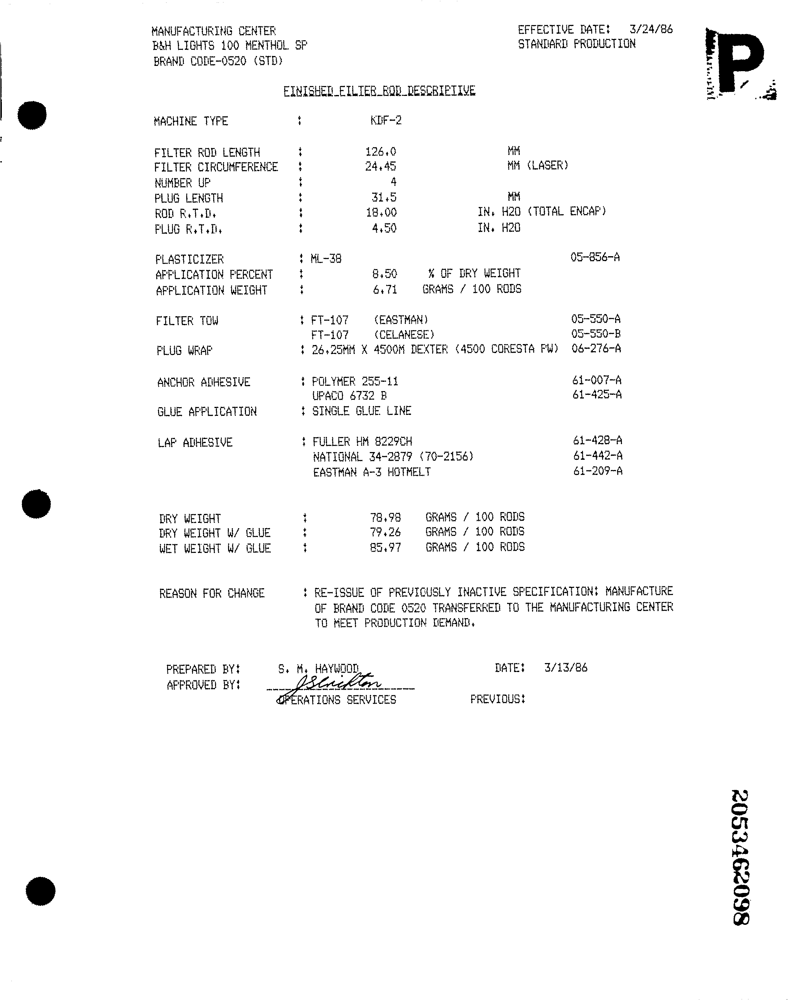 MANUFACTURING CENTER EFFECTIVE DATE: 3/24/86
B&H LIGHTS 100 MENTHOL SP STANDARD PRODUCTION
BRAND CODE-0520 (STD)
P
FINISHED FILTER ROD DESCRIPTIVE
MACHINE TYPE : KDF-2
FILTER ROD LENGTH : 126.0 MM
FILTER CIRCUMFERENCE : 24.45 MM (LASER)
NUMBER UP : 4
PLUG LENGTH : 31.5 MM
ROD R.T.D. : 18.00 IN. H20 (TOTAL ENCAP)
PLUG R.T.D. : 4.50 IN. H20
PLASTICIZER : ML-38 05-856-A
APPLICATION PERCENT : 8.50 % OF DRY WEIGHT
APPLICATION WEIGHT : 6.71 GRAMS / 100 RODS
FILTER TOW : FT-107 (EASTMAN) 05-550-A
FT-107 (CELANESE) 05-550-B
PLUG WRAP : 26.25MM X 4500M DEXTER (4500 CORESTA PW) 06-276-A
ANCHOR ADHESIVE : POLYMER 255-11 61-007-A
UPACO 6732 B 61-425-A
GLUE APPLICATION : SINGLE GLUE LINE
LAP ADHESIVE : FULLER HM 8229CH 61-428-A
NATIONAL 34-2879 (70-2156) 61-442-A
EASTMAN A-3 HOTMELT 61-209-A
DRY WEIGHT : 78.98 GRAMS / 100 RODS
DRY WEIGHT W/ GLUE : 79.26 GRAMS / 100 RODS
WET WEIGHT W/ GLUE : 85.97 GRAMS / 100 RODS
REASON FOR CHANGE : RE-ISSUE OF PREVIOUSLY INACTIVE SPECIFICATION: MANUFACTURE
OF BRAND CODE 0520 TRANSFERRED TO THE MANUFACTURING CENTER
TO MEET PRODUCTION DEMAND.
PREPARED BY: S. M. HAYWOOD DATE: 3/13/86
APPROVED BY:
OPERATIONS SERVICES PREVIOUS:
2053462098